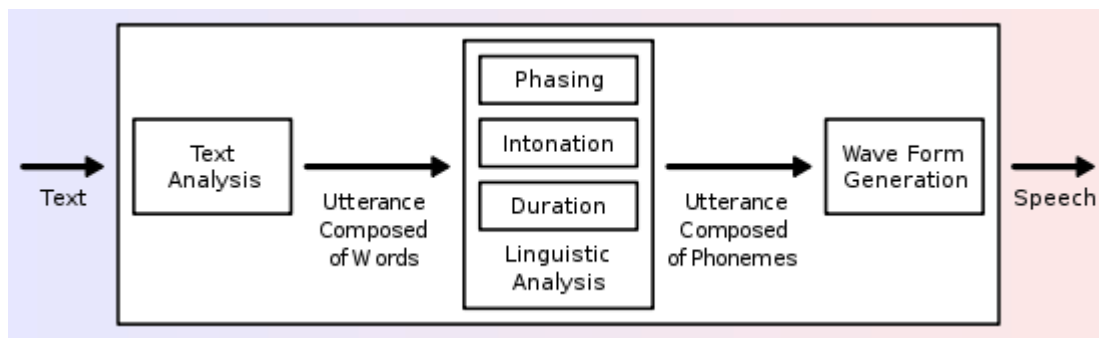 Text
Text
Analysis
Utterance
Composed
of Words
Phasing
Intonation
Duration
Linguistic
Analysis
Utterance
Composed
of Phonemes
Wave Form
Generation
Speech